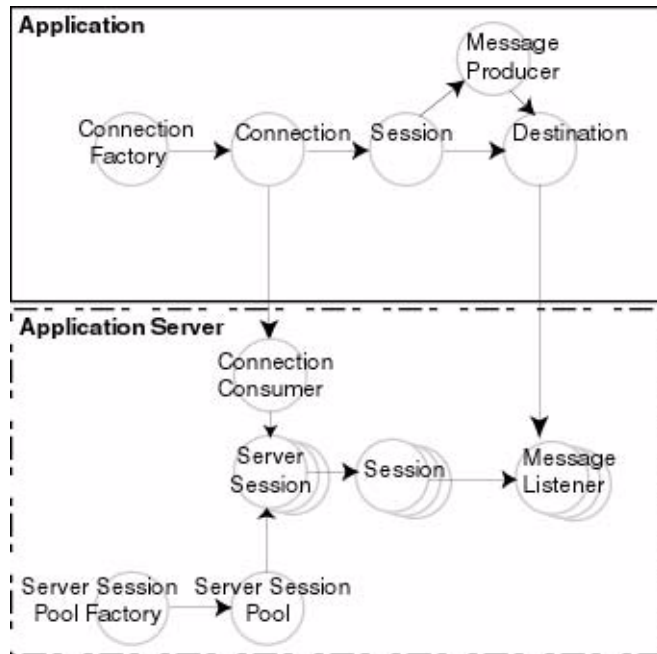 Application
Message
Producer
Connection
Factory
Connection
Session
Destination
Application Server
Connection
Consumer
Server
Session
Session
Message
Listener
Server Session
Pool Factory
Server Session
Pool